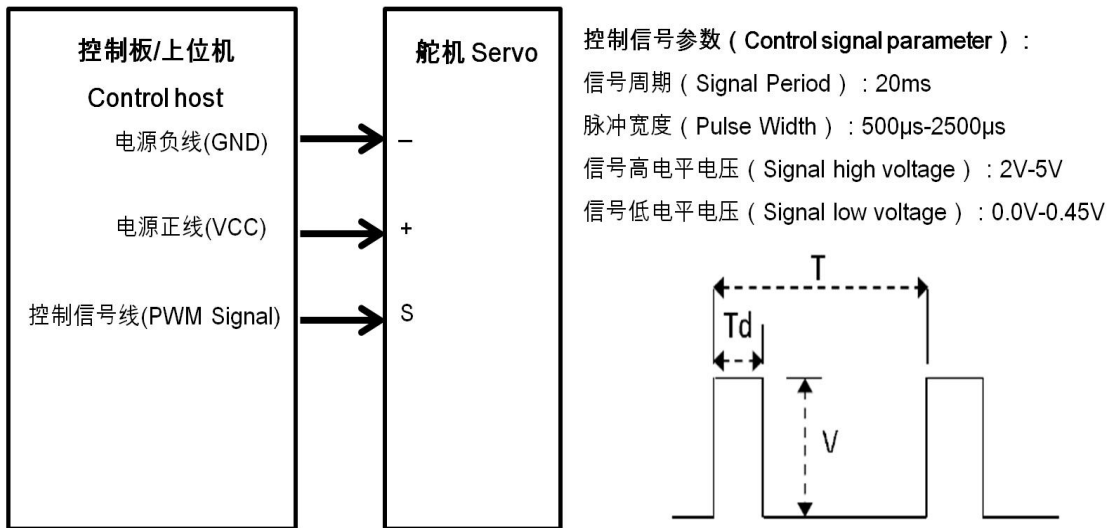 控制板/上位机
Control host
电源负线(GND)
电源正线(VCC)
控制信号线(PWM Signal)
舵机 Servo
–
+
S
控制信号参数（Control signal parameter）：
信号周期（Signal Period）：20ms
脉冲宽度（Pulse Width）：500μs-2500μs
信号高电平电压（Signal high voltage）：2V-5V
信号低电平电压（Signal low voltage）：0.0V-0.45V
T
Td
V